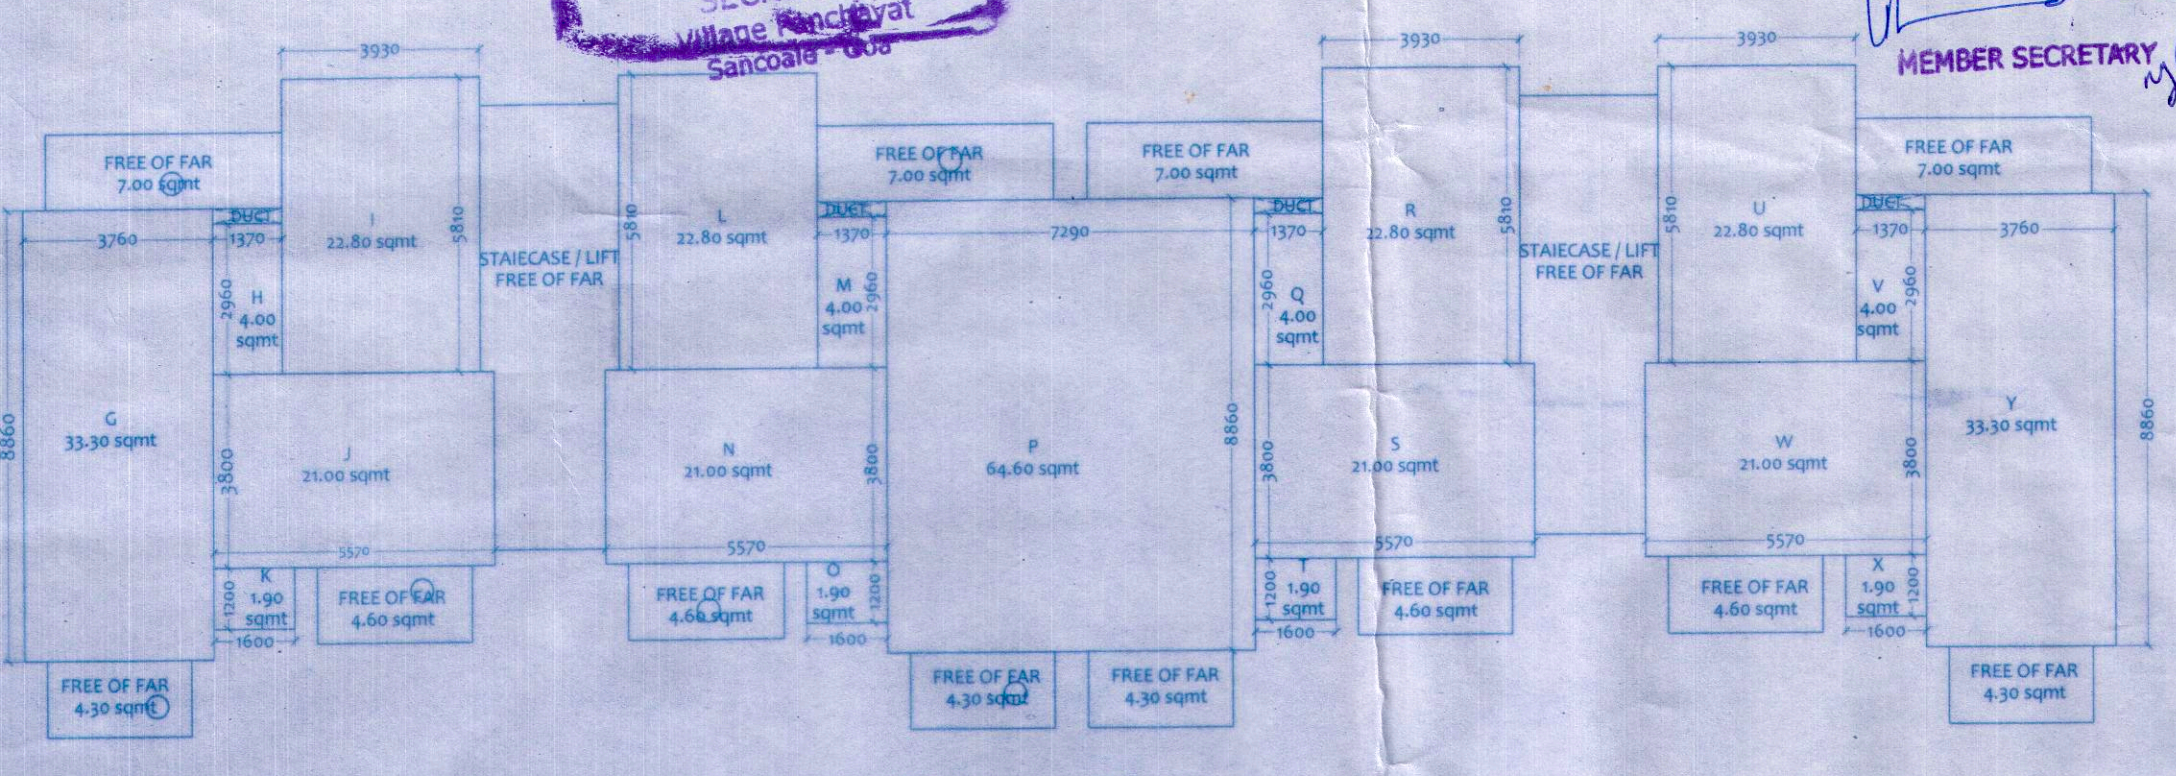 Village Panchayat
Sancoale - Goa
MEMBER SECRETARY
3930
3930
3930
FREE OF FAR
7.00 sqmt
FREE OF FAR
7.00 sqmt
FREE OF FAR
7.00 sqmt
FREE OF FAR
7.00 sqmt
DUCT
DUCT
DUCT
DUCT
3760
1370
I
22.80 sqmt
5810
STAIECASE / LIFT
FREE OF FAR
5810
L
22.80 sqmt
1370
7290
1370
R
22.80 sqmt
5810
STAIECASE / LIFT
FREE OF FAR
5810
U
22.80 sqmt
1370
3760
2960
H
4.00
sqmt
M
4.00
sqmt
2960
2960
Q
4.00
sqmt
V
4.00
sqmt
2960
8860
G
33.30 sqmt
3800
J
21.00 sqmt
N
21.00 sqmt
3800
P
64.60 sqmt
8860
3800
S
21.00 sqmt
W
21.00 sqmt
3800
Y
33.30 sqmt
8860
5570
5570
5570
5570
1200
K
1.90
sqmt
1600
FREE OF FAR
4.60 sqmt
FREE OF FAR
4.60 sqmt
O
1.90
sqmt
1200
1600
1200
T
1.90
sqmt
1600
FREE OF FAR
4.60 sqmt
FREE OF FAR
4.60 sqmt
X
1.90
sqmt
1200
1600
FREE OF FAR
4.30 sqmt
FREE OF FAR
4.30 sqmt
FREE OF FAR
4.30 sqmt
FREE OF FAR
4.30 sqmt